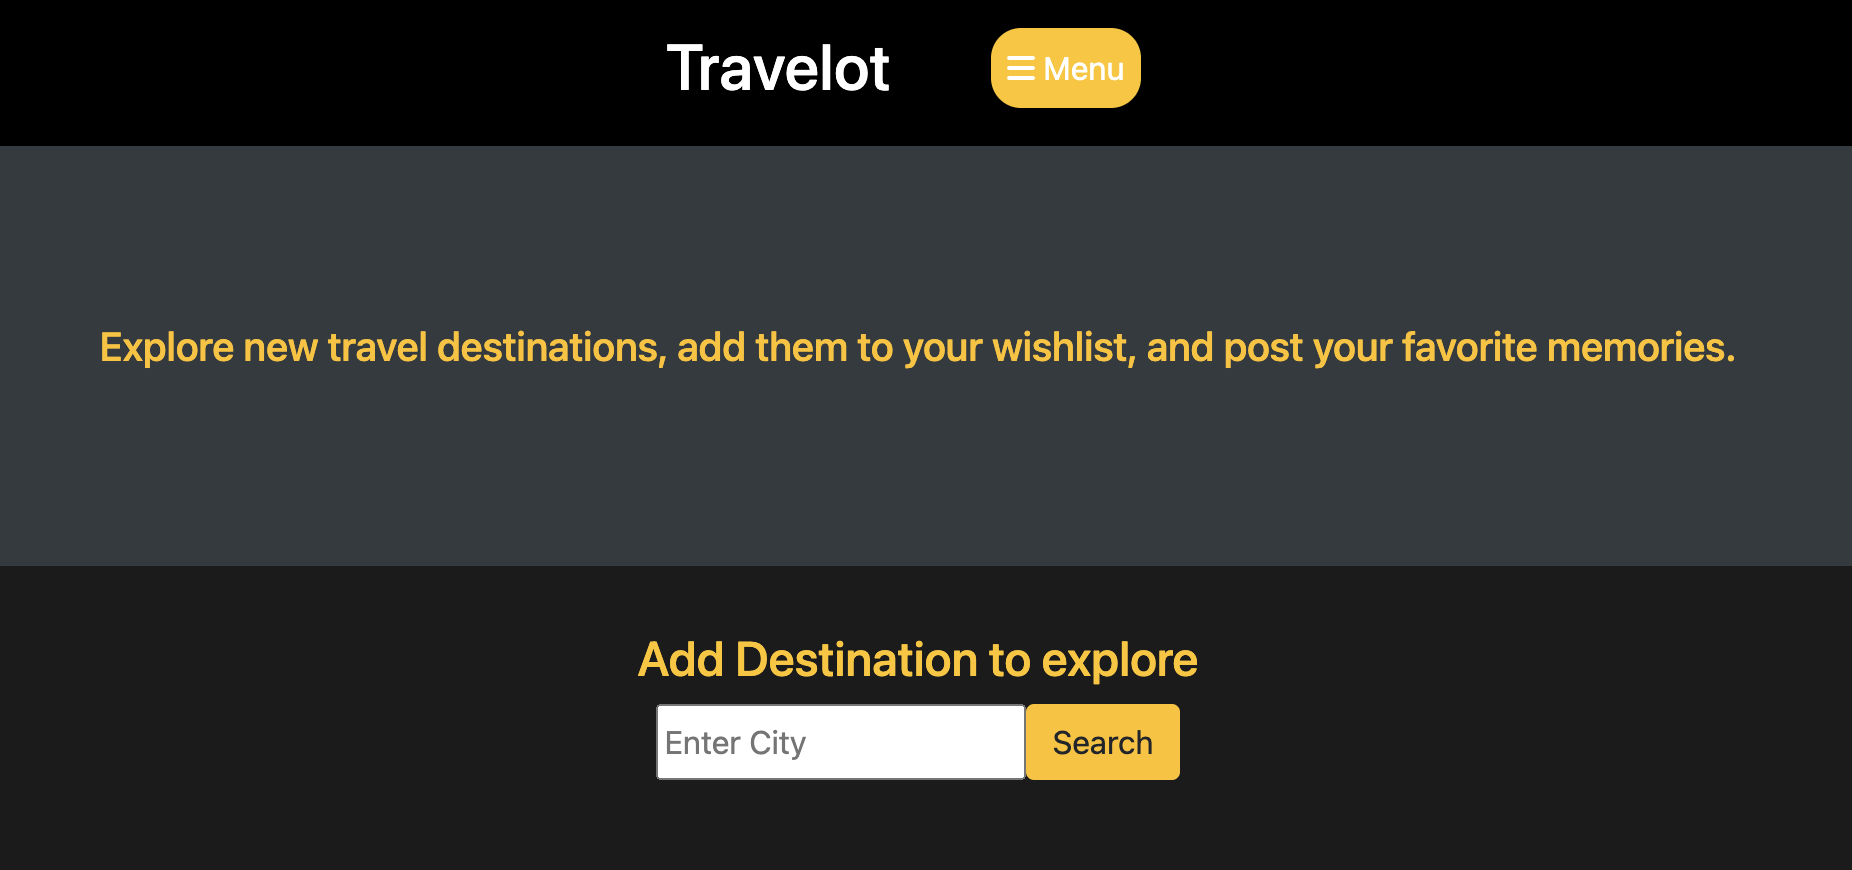 Travelot
Menu
Explore new travel destinations, add them to your wishlist, and post your favorite memories.
Add Destination to explore
Enter City
Search